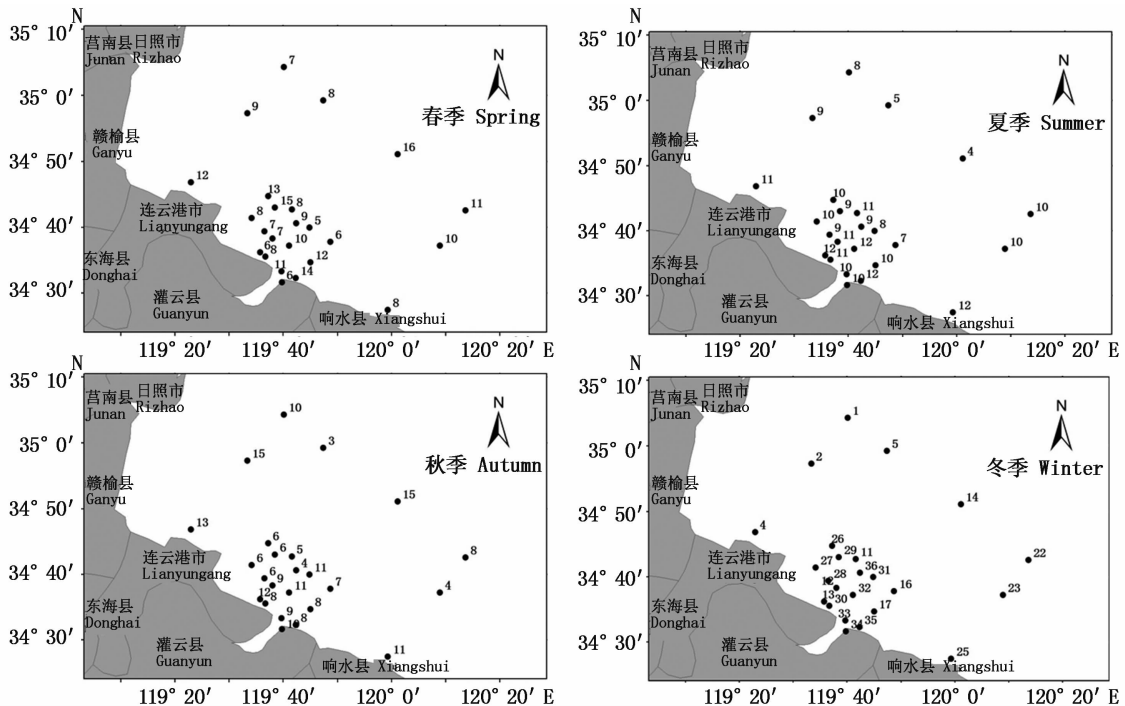 N
35° 10′
莒南县 日照市
Junan Rizhao
7
N
35° 0′
9
8
春季 Spring
赣榆县
Ganyu
34° 50′
16
12
13
15
8
连云港市
Lianyungang
8
9
5
11
34° 40′
7
7
10
6
10
6
8
东海县
Donghai
12
11
14
6
34° 30′
灌云县
Guanyun
8
响水县 Xiangshui
119° 20′
119° 40′
120° 0′
120° 20′ E
N
35° 10′
莒南县 日照市
Junan Rizhao
8
N
35° 0′
9
5
夏季 Summer
赣榆县
Ganyu
34° 50′
4
11
10
9
11
连云港市
Lianyungang
10
9
8
10
34° 40′
11
12
7
10
12
11
东海县
Donghai
10
10
12
10
34° 30′
灌云县
Guanyun
12
响水县 Xiangshui
119° 20′
119° 40′
120° 0′
120° 20′ E
N
35° 10′
莒南县 日照市
Junan Rizhao
10
N
35° 0′
15
3
秋季 Autumn
赣榆县
Ganyu
34° 50′
15
13
6
6
5
连云港市
Lianyungang
6
4
11
8
34° 40′
9
11
7
4
12
8
东海县
Donghai
8
9
8
34° 30′
灌云县
Guanyun
11
响水县 Xiangshui
119° 20′
119° 40′
120° 0′
120° 20′ E
N
35° 10′
莒南县 日照市
Junan Rizhao
1
N
35° 0′
2
5
冬季 Winter
赣榆县
Ganyu
34° 50′
14
4
26
29
11
连云港市
Lianyungang
27
36
31
22
34° 40′
28
32
16
23
13
30
东海县
Donghai
17
33
35
34
34° 30′
灌云县
Guanyun
25
响水县 Xiangshui
119° 20′
119° 40′
120° 0′
120° 20′ E